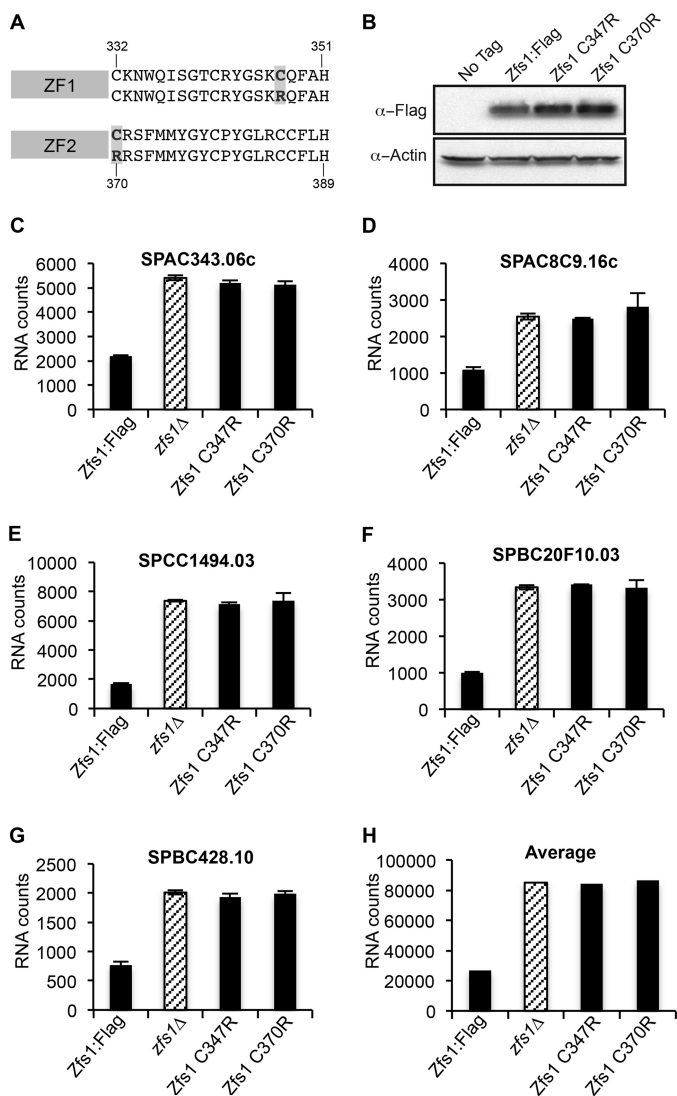 A
332 351
ZF1
CKNWQISGTCRYGSKCQFAH
CKNWQISGTCRYGSKRQFAH
ZF2
CRSFMMYGYCPYGLRCCFLH
RRSFMMYGYCPYGLRCCFLH
370 389
B
No Tag
Zfs1:Flag
Zfs1 C347R
Zfs1 C370R
α–Flag
α–Actin
C
SPAC343.06c
RNA counts
6000
5000
4000
3000
2000
1000
0
Zfs1:Flag
zfs1Δ
Zfs1 C347R
Zfs1 C370R
D
SPAC8C9.16c
RNA counts
4000
3000
2000
1000
0
Zfs1:Flag
zfs1Δ
Zfs1 C347R
Zfs1 C370R
E
SPCC1494.03
RNA counts
10000
8000
6000
4000
2000
0
Zfs1:Flag
zfs1Δ
Zfs1 C347R
Zfs1 C370R
F
SPBC20F10.03
RNA counts
4000
3000
2000
1000
0
Zfs1:Flag
zfs1Δ
Zfs1 C347R
Zfs1 C370R
G
SPBC428.10
RNA counts
2500
2000
1500
1000
500
0
Zfs1:Flag
zfs1Δ
Zfs1 C347R
Zfs1 C370R
H
Average
RNA counts
100000
80000
60000
40000
20000
0
Zfs1:Flag
zfs1Δ
Zfs1 C347R
Zfs1 C370R